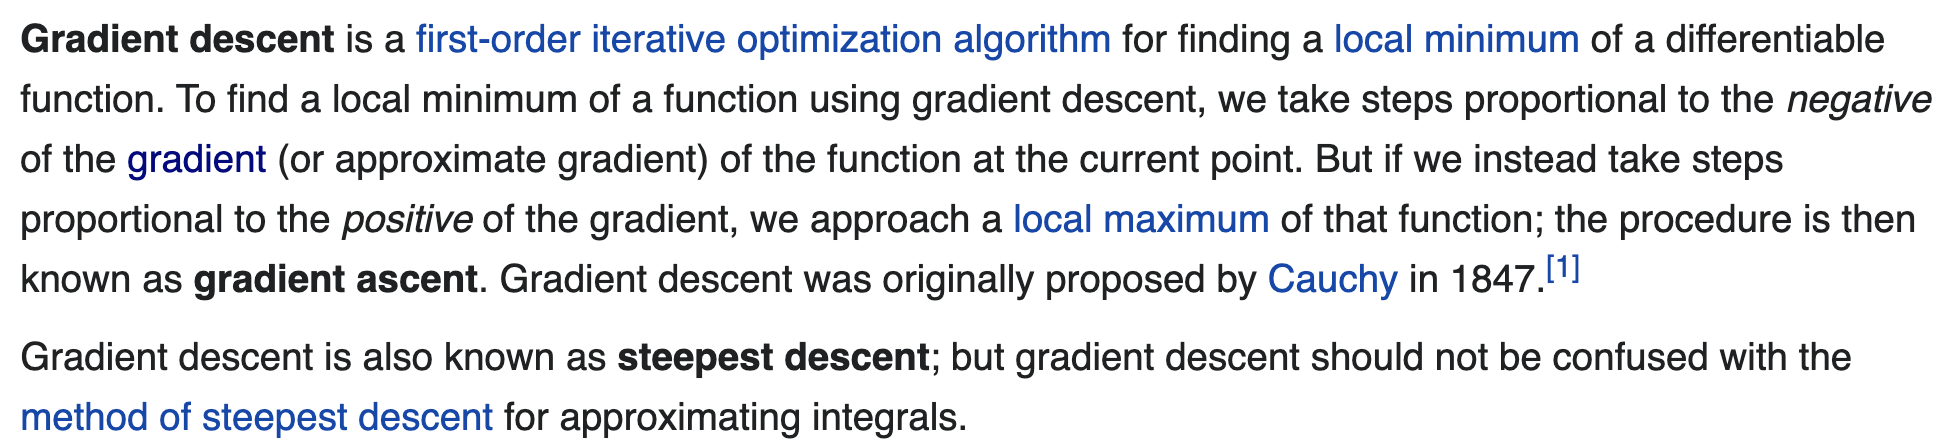 Gradient descent is a first-order iterative optimization algorithm for finding a local minimum of a differentiable
function. To find a local minimum of a function using gradient descent, we take steps proportional to the negative
of the gradient (or approximate gradient) of the function at the current point. But if we instead take steps
proportional to the positive of the gradient, we approach a local maximum of that function; the procedure is then
known as gradient ascent. Gradient descent was originally proposed by Cauchy in 1847.[1]
Gradient descent is also known as steepest descent; but gradient descent should not be confused with the
method of steepest descent for approximating integrals.